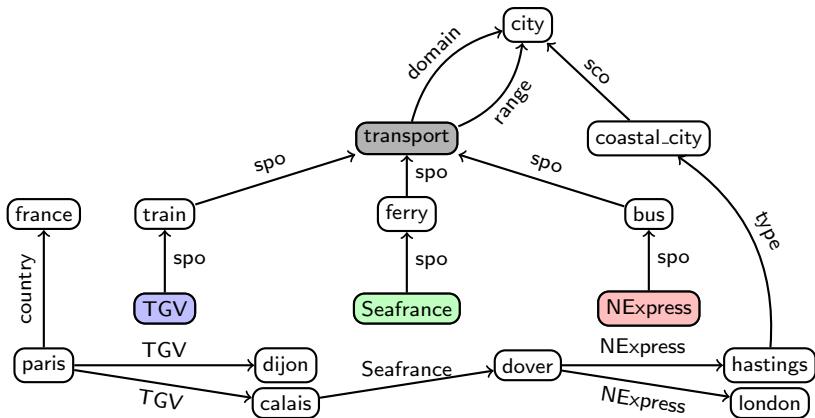 city
domain
range
sco
transport
coastal_city
spo
spo
spo
france
train
ferry
bus
type
country
spo
spo
spo
TGV
Seafrance
NExpress
paris
TGV
dijon
Seafrance
dover
NExpress
hastings
TGV
calais
NExpress
london